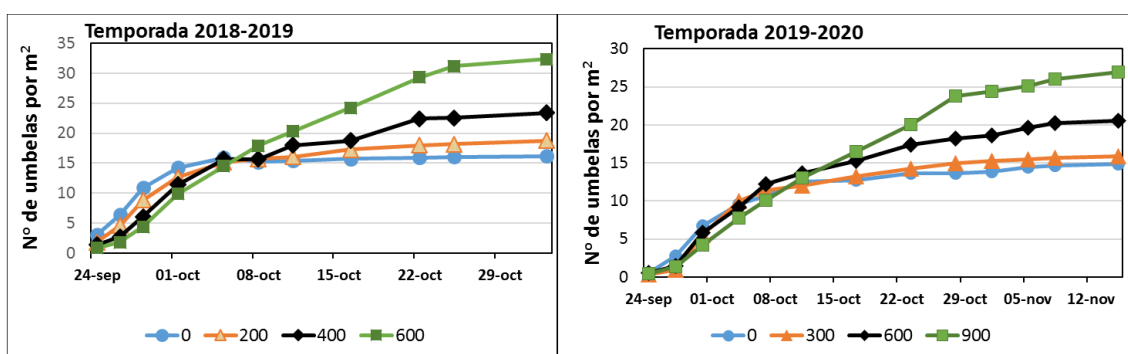 Temporada 2018-2019
N° de umbelas por m²
35
30
25
20
15
10
5
0
24-sep 01-oct 08-oct 15-oct 22-oct 29-oct
0 200 400 600
Temporada 2019-2020
N° de umbelas por m²
30
25
20
15
10
5
0
24-sep 01-oct 08-oct 15-oct 22-oct 29-oct 05-nov 12-nov
0 300 600 900